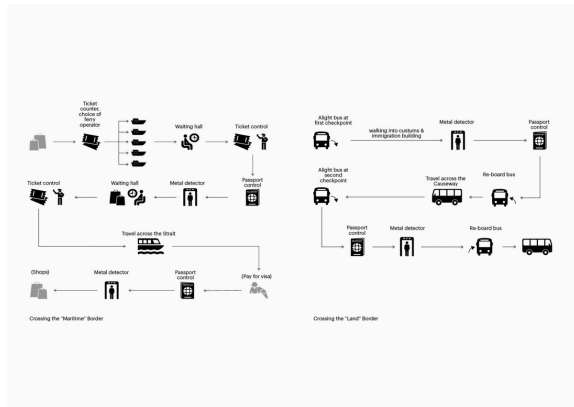 Ticket
counter,
choice of
ferry
operator
Waiting hall
Ticket control
Passport
control
Metal detector
Waiting hall
Ticket control
Travel across the Strait
(Pay for visa)
Passport
control
Metal detector
(Shops)
Crossing the "Maritime" Border
Alight bus at
first checkpoint
walking into custums &
immigration building
Metal detector
Passport
control
Re-board bus
Travel across the
Causeway
Alight bus at
second
checkpoint
Passport
control
Metal detector
Re-board bus
Crossing the "Land" Border